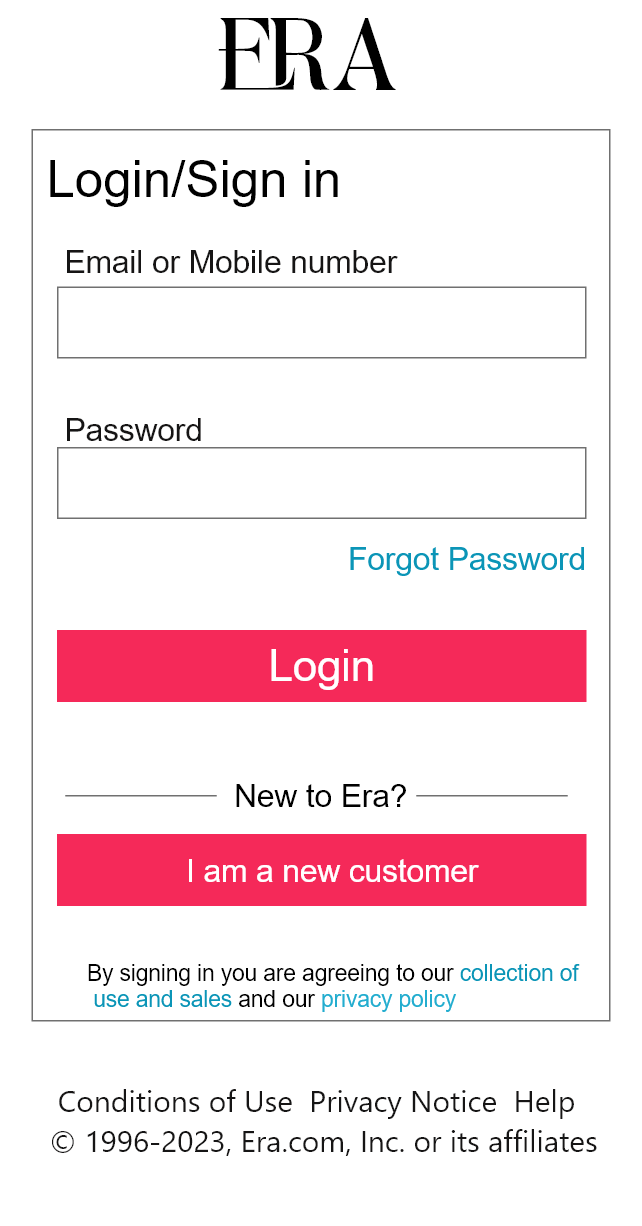 ERA
Login/Sign in
Email or Mobile number
Password
Forgot Password
Login
New to Era?
I am a new customer
By signing in you are agreeing to our collection of
use and sales and our privacy policy
Conditions of Use  Privacy Notice  Help
© 1996-2023, Era.com, Inc. or its affiliates